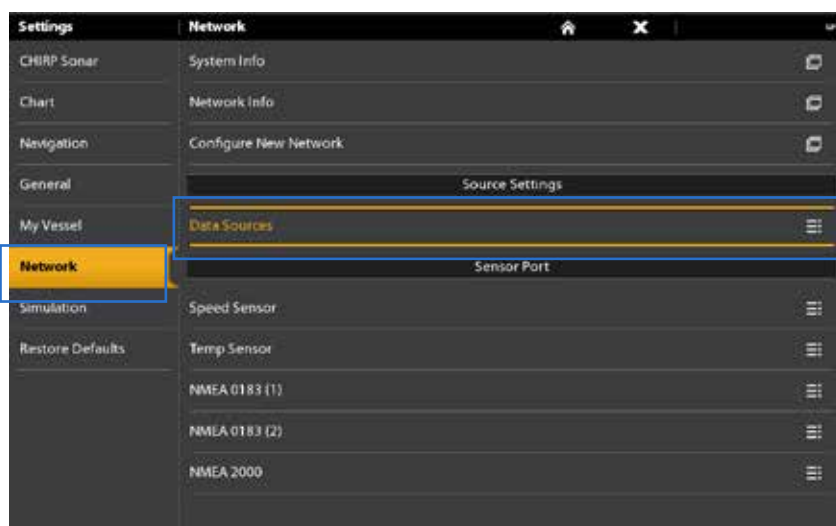 Settings
Network
CHIRP Sonar
System Info
Chart
Network Info
Navigation
Configure New Network
General
Source Settings
My Vessel
Data Sources
Network
Sensor Port
Simulation
Speed Sensor
Restore Defaults
Temp Sensor
NMEA 0183 (1)
NMEA 0183 (2)
NMEA 2000